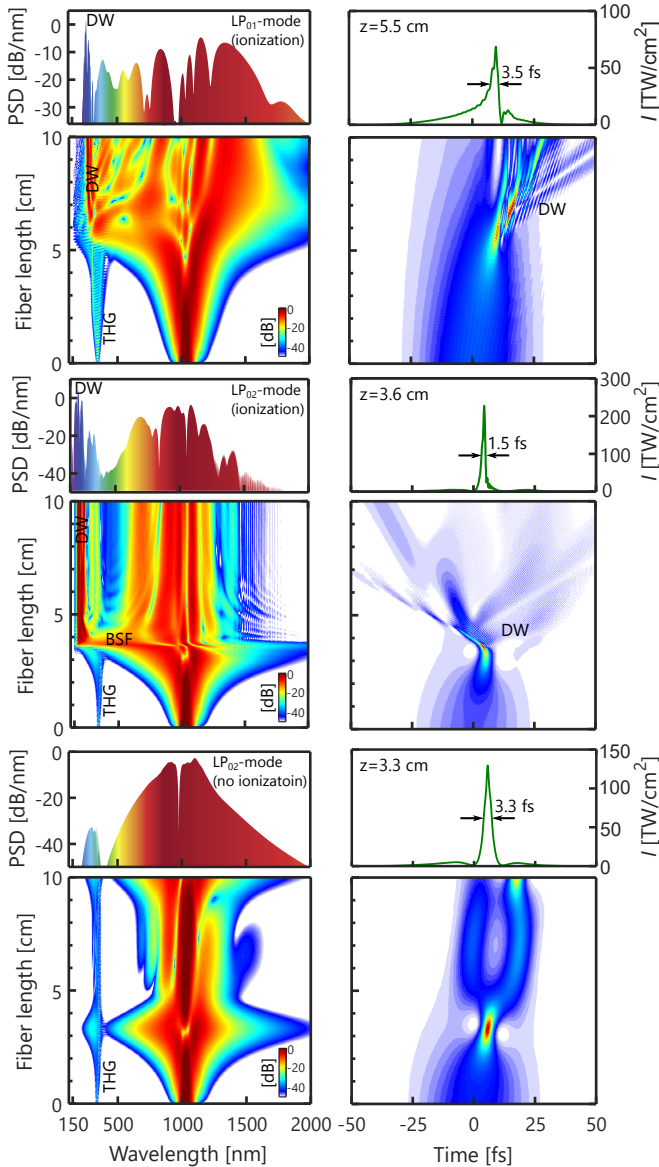 PSD [dB/nm]
0
-10
-20
-30
DW
LP01-mode
(ionization)
z=5.5 cm
3.5 fs
100
50
0
I [TW/cm2]
Fiber length [cm]
10
5
0
DW
THG
0
-40
[dB]
DW
PSD [dB/nm]
0
-20
-40
DW
LP02-mode
(ionization)
z=3.6 cm
1.5 fs
300
200
100
0
I [TW/cm2]
Fiber length [cm]
10
5
0
DW
BSF
THG
0
-40
[dB]
DW
PSD [dB/nm]
0
-20
-40
LP02-mode
(no ionizatoin)
z=3.3 cm
3.3 fs
150
100
50
0
I [TW/cm2]
Fiber length [cm]
10
5
0
THG
0
-40
[dB]
150 500 1000 1500 2000
Wavelength [nm]
-50 -25 0 25 50
Time [fs]